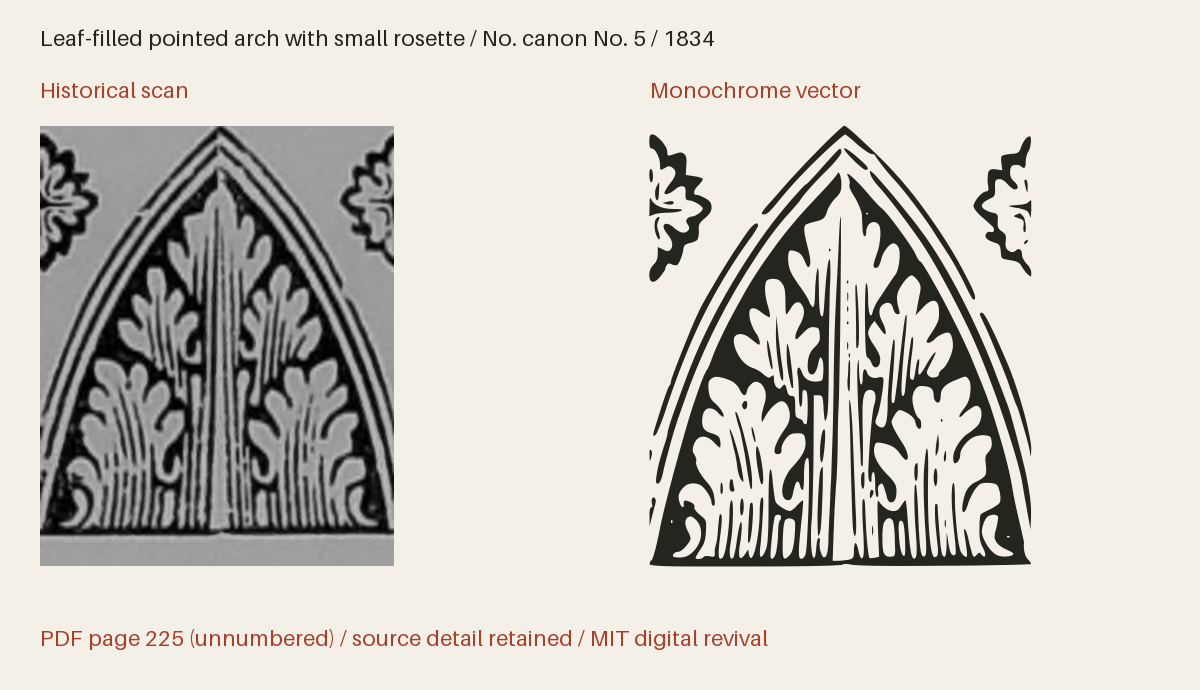 Leaf-filled pointed arch with small rosette / No. canon No. 5 / 1834
Historical scan
Monochrome vector
PDF page 225 (unnumbered) / source detail retained / MIT digital revival